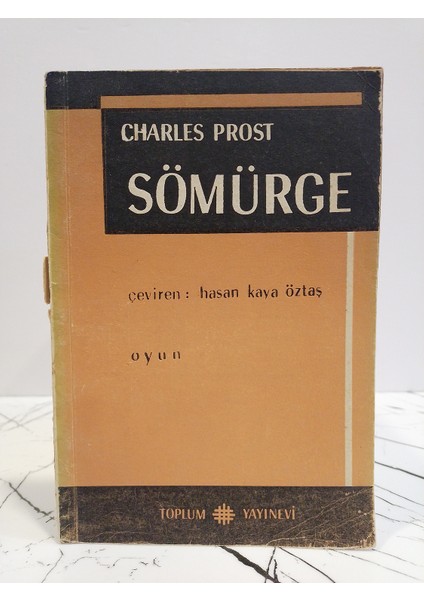 CHARLES PROST
SÖMÜRGE
çeviren: hasan kaya öztaş
oyun
TOPLUM YAYINEVİ